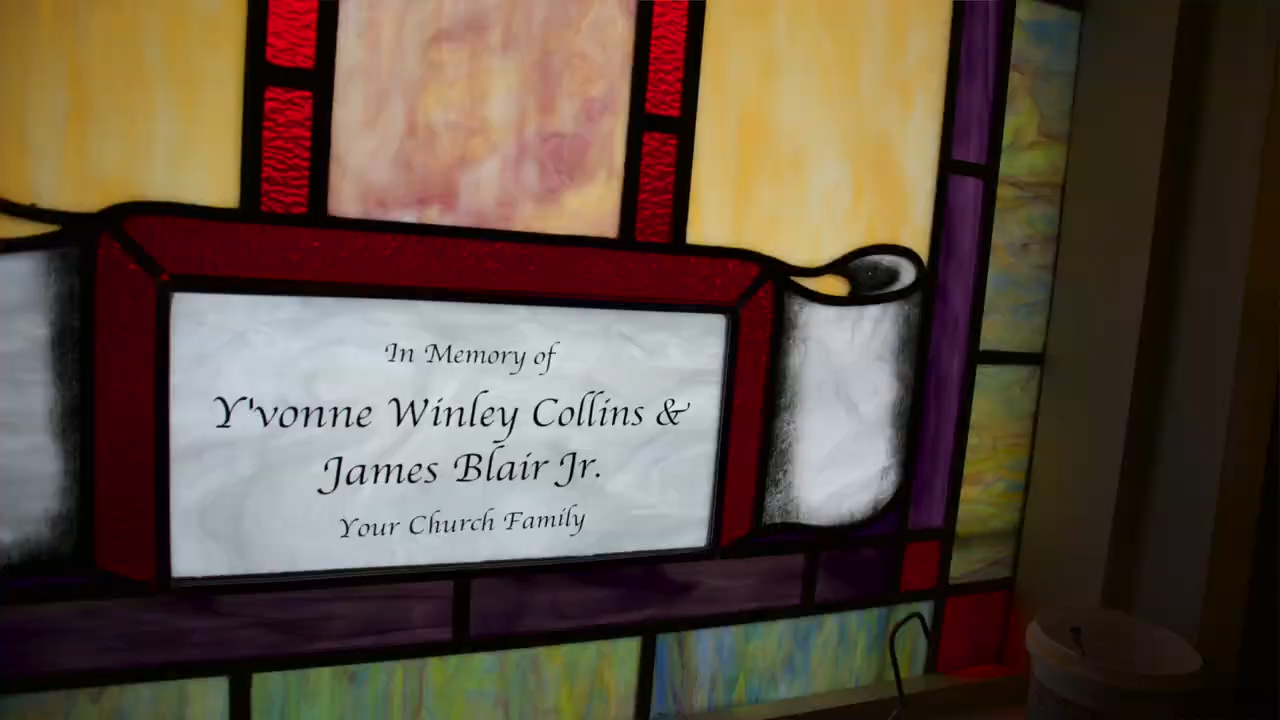 In Memory of
Y'vonne Winley Collins &
James Blair Jr.
Your Church Family